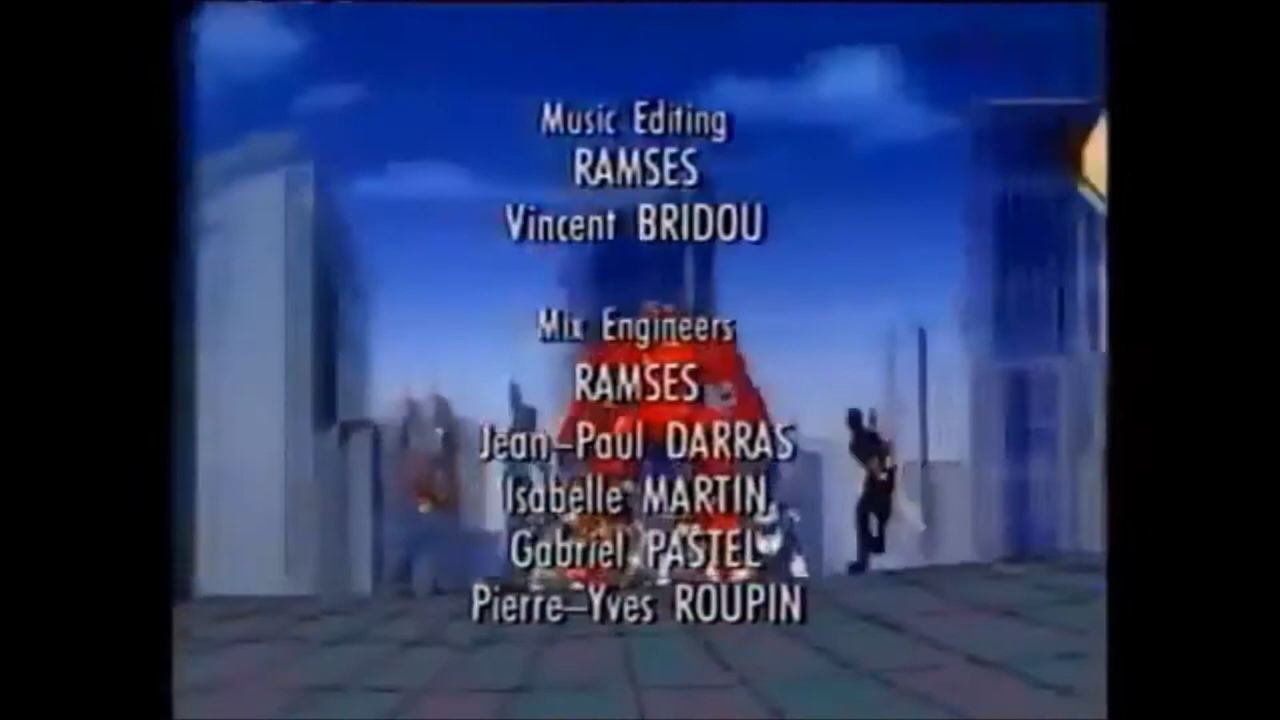 Music Editing
RAMSES
Vincent BRIDOU
Mix Engineers
RAMSES
Jean-Paul DARRAS
Isabelle MARTIN
Gabriel PASTEL
Pierre-Yves ROUPIN